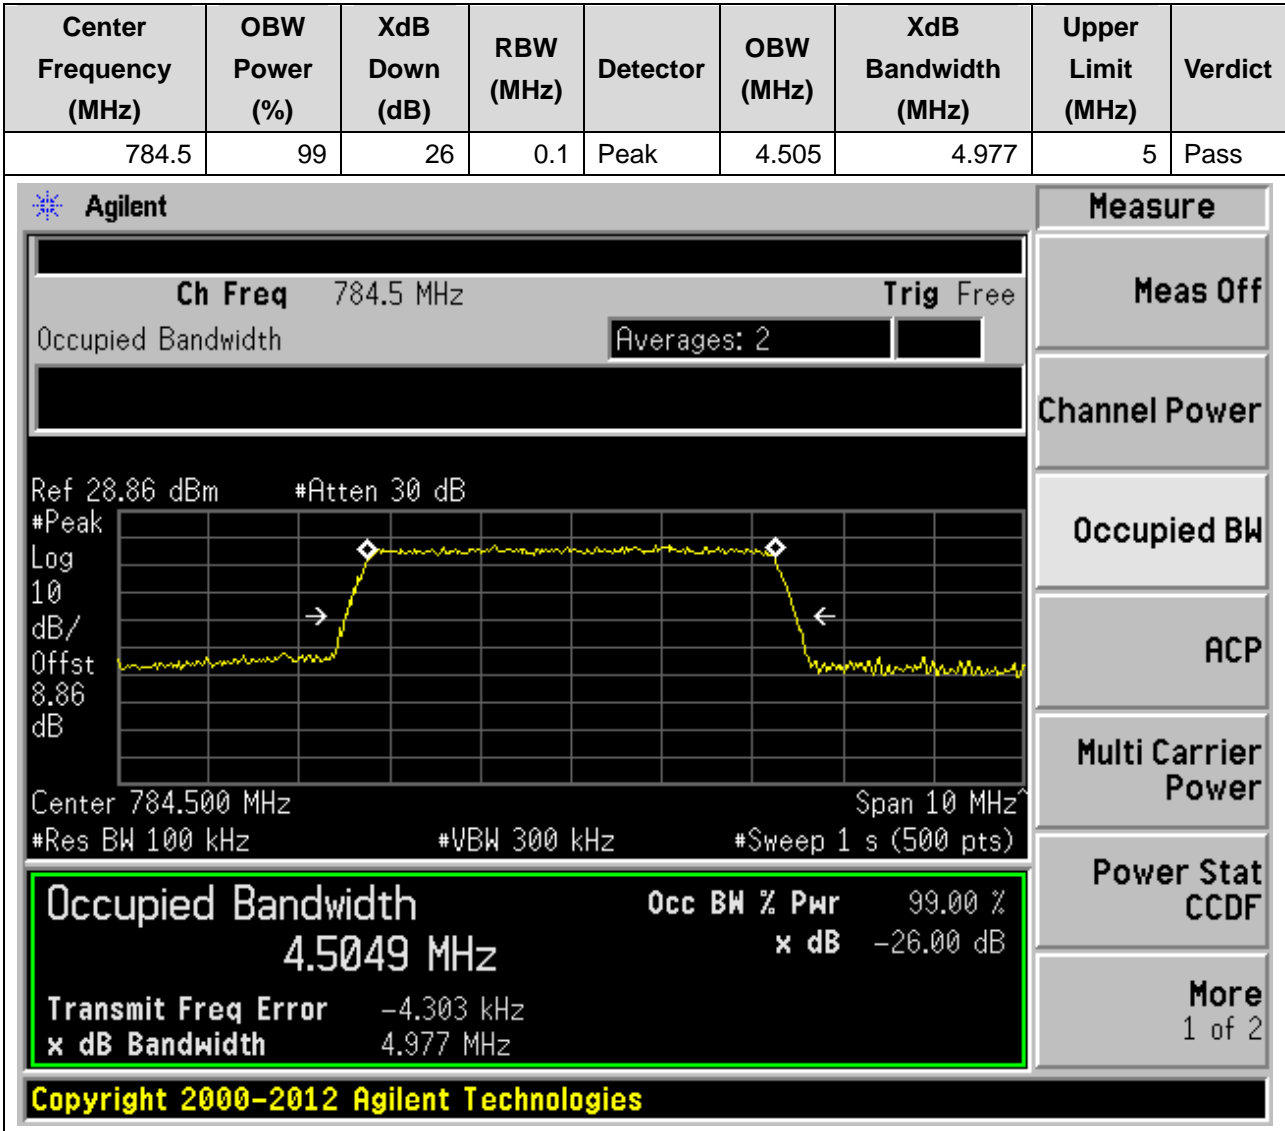 Center Frequency (MHz) OBW Power (%) XdB Down (dB) RBW (MHz) Detector OBW (MHz) XdB Bandwidth (MHz) Upper Limit (MHz) Verdict
784.5 99 26 0.1 Peak 4.505 4.977 5 Pass
Agilent
Measure
Ch Freq 784.5 MHz Trig Free
Meas Off
Occupied Bandwidth Averages: 2
Channel Power
Ref 28.86 dBm #Atten 30 dB
#Peak
Log
10
dB/
Offst
8.86
dB
Occupied BW
ACP
Multi Carrier
Power
Center 784.500 MHz Span 10 MHz^
#Res BW 100 kHz #VBW 300 kHz #Sweep 1 s (500 pts)
Power Stat
CCDF
Occupied Bandwidth Occ BW % Pwr 99.00 %
4.5049 MHz x dB -26.00 dB
Transmit Freq Error -4.303 kHz
x dB Bandwidth 4.977 MHz
More
1 of 2
Copyright 2000-2012 Agilent Technologies